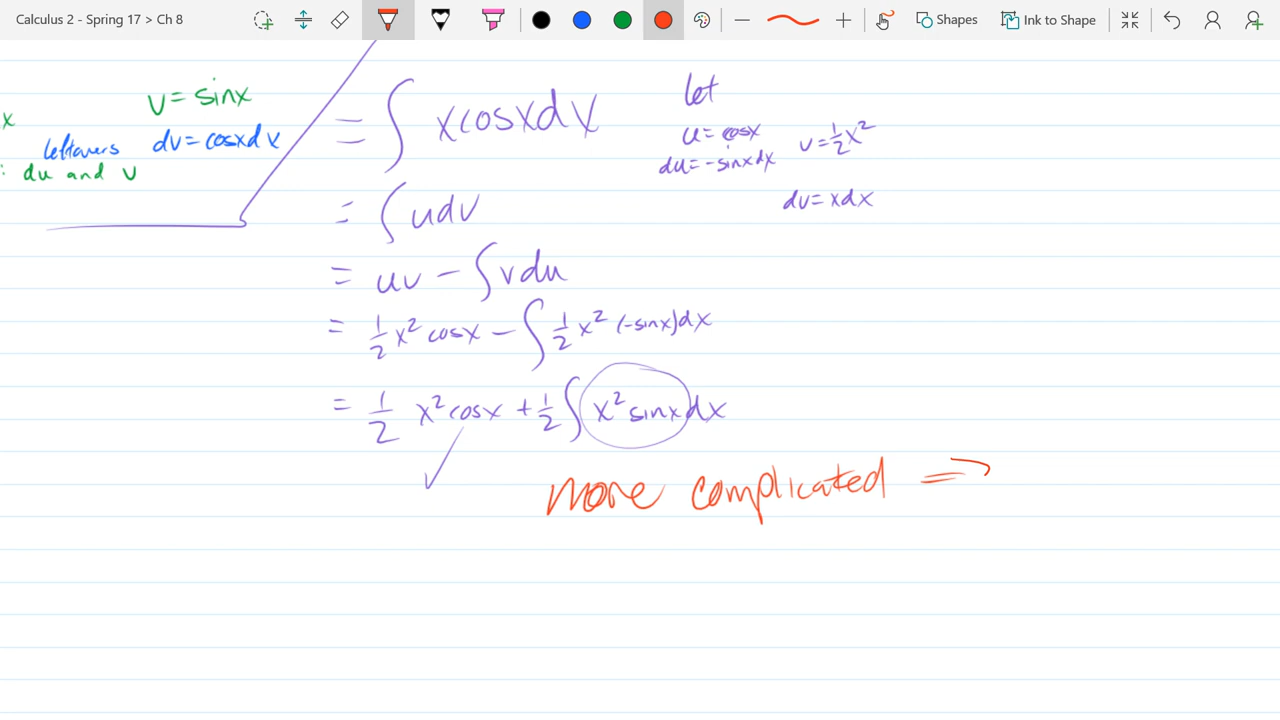 Calculus 2 - Spring 17 > Ch 8
Shapes
Ink to Shape
x
v = sinx
leftovers dv = cosxdx
: du and v
= ∫ xcosxdx
let
u = cosx v = ½x²
du = -sinxdx
dv = xdx
= ∫ udv
= uv - ∫ vdu
= ½x² cosx - ∫ ½x² (-sinx)dx
= ½ x² cosx + ½ ∫ x² sinx dx
more complicated ⇒